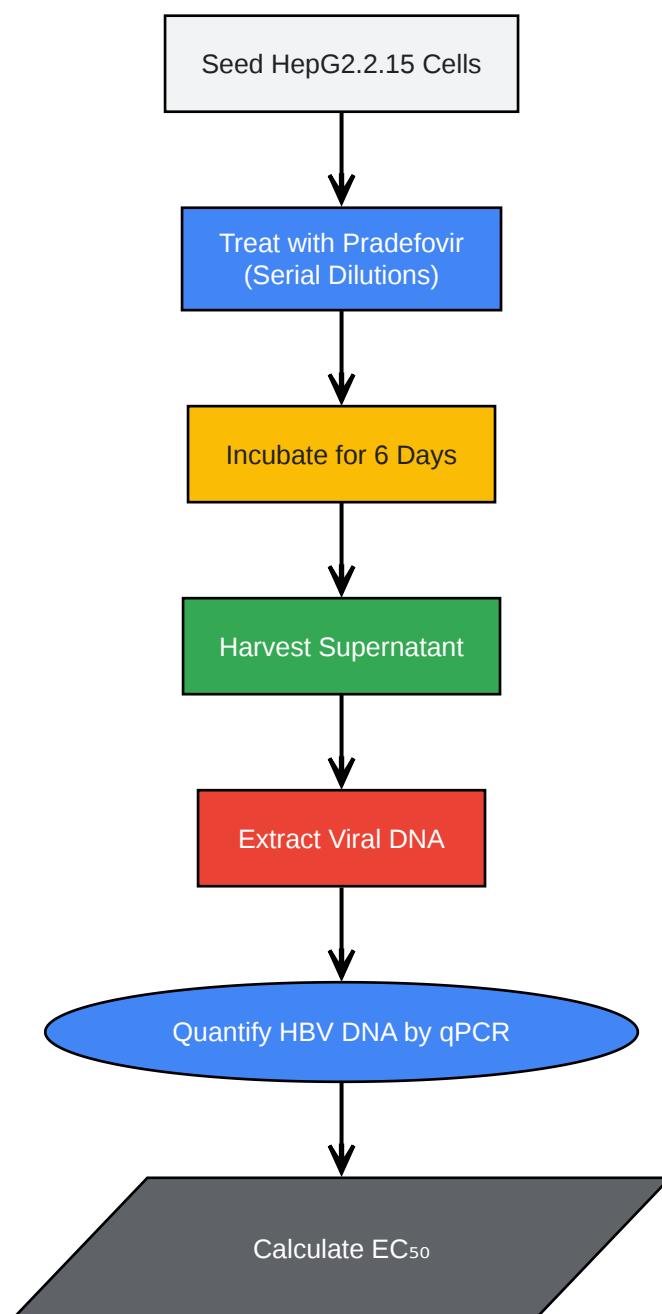 Seed HepG2.2.15 Cells
Treat with Pradefovir
(Serial Dilutions)
Incubate for 6 Days
Harvest Supernatant
Extract Viral DNA
Quantify HBV DNA by qPCR
Calculate EC₅₀